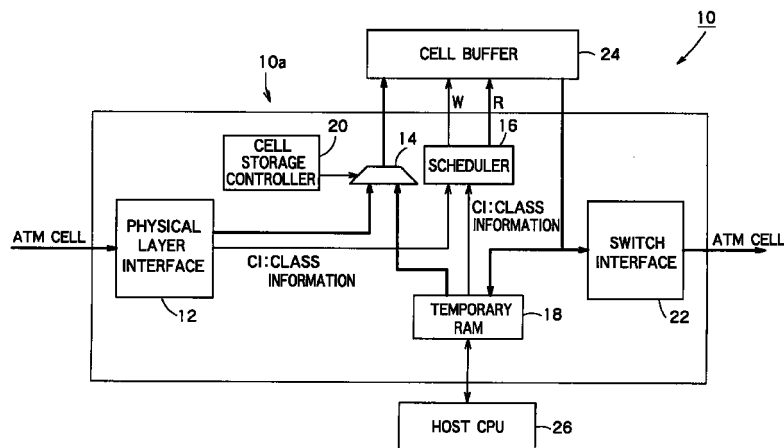 10
CELL BUFFER
24
10a
W
R
20
CELL
STORAGE
CONTROLLER
14
16
SCHEDULER
ATM CELL
PHYSICAL
LAYER
INTERFACE
12
CI:CLASS
INFORMATION
CI:CLASS
INFORMATION
SWITCH
INTERFACE
22
ATM CELL
TEMPORARY
RAM
18
HOST CPU
26